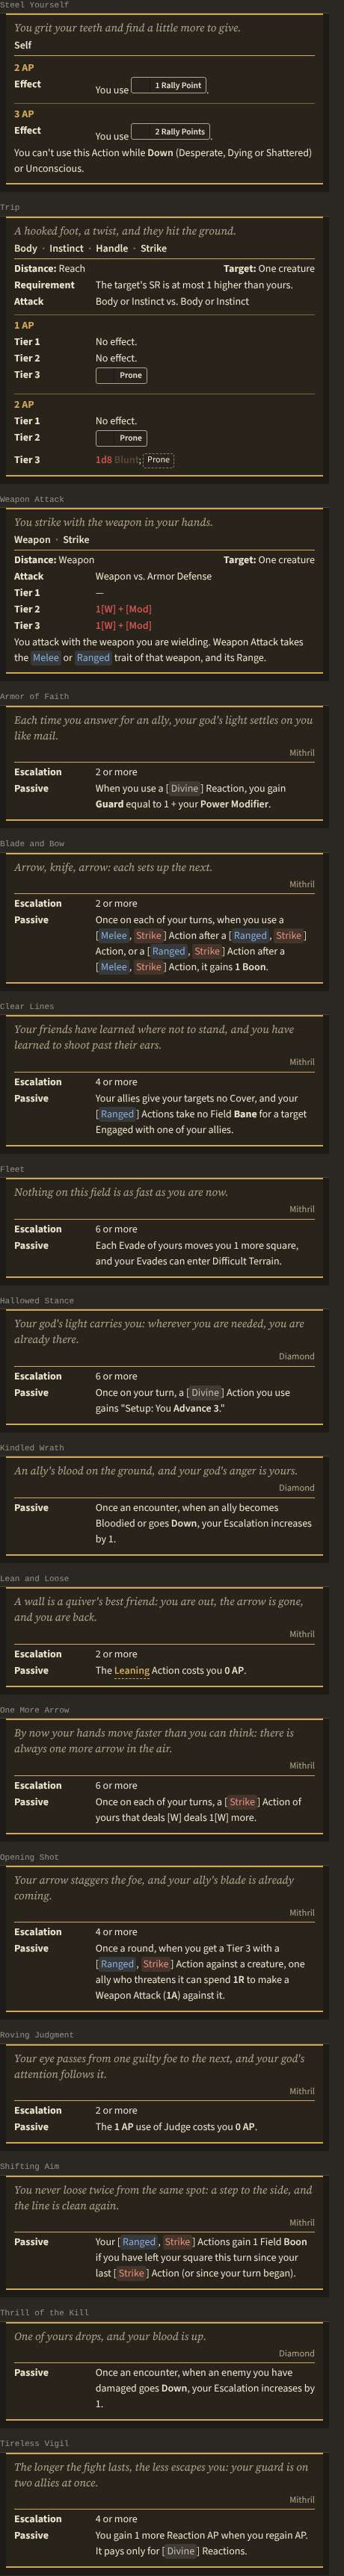 Steel Yourself
You grit your teeth and find a little more to give.
Self
2 AP
Effect You use 1 Rally Point.
3 AP
Effect You use 2 Rally Points.
You can't use this Action while Down (Desperate, Dying or Shattered)
or Unconscious.
Trip
A hooked foot, a twist, and they hit the ground.
Body · Instinct · Handle · Strike
Distance: Reach Target: One creature
Requirement The target's SR is at most 1 higher than yours.
Attack Body or Instinct vs. Body or Instinct
1 AP
Tier 1 No effect.
Tier 2 No effect.
Tier 3 Prone
2 AP
Tier 1 No effect.
Tier 2 Prone
Tier 3 1d8 Blunt; Prone
Weapon Attack
You strike with the weapon in your hands.
Weapon · Strike
Distance: Weapon Target: One creature
Attack Weapon vs. Armor Defense
Tier 1 —
Tier 2 1[W] + [Mod]
Tier 3 1[W] + [Mod]
You attack with the weapon you are wielding. Weapon Attack takes
the Melee or Ranged trait of that weapon, and its Range.
Armor of Faith
Each time you answer for an ally, your god's light settles on you
like mail.
Mithril
Escalation 2 or more
Passive When you use a [Divine] Reaction, you gain
Guard equal to 1 + your Power Modifier.
Blade and Bow
Arrow, knife, arrow: each sets up the next.
Mithril
Escalation 2 or more
Passive Once on each of your turns, when you use a
[Melee, Strike] Action after a [Ranged, Strike]
Action, or a [Ranged, Strike] Action after a
[Melee, Strike] Action, it gains 1 Boon.
Clear Lines
Your friends have learned where not to stand, and you have
learned to shoot past their ears.
Mithril
Escalation 4 or more
Passive Your allies give your targets no Cover, and your
[Ranged] Actions take no Field Bane for a target
Engaged with one of your allies.
Fleet
Nothing on this field is as fast as you are now.
Mithril
Escalation 6 or more
Passive Each Evade of yours moves you 1 more square,
and your Evades can enter Difficult Terrain.
Hallowed Stance
Your god's light carries you: wherever you are needed, you are
already there.
Diamond
Escalation 6 or more
Passive Once on your turn, a [Divine] Action you use
gains "Setup: You Advance 3."
Kindled Wrath
An ally's blood on the ground, and your god's anger is yours.
Diamond
Passive Once an encounter, when an ally becomes
Bloodied or goes Down, your Escalation increases
by 1.
Lean and Loose
A wall is a quiver's best friend: you are out, the arrow is gone,
and you are back.
Mithril
Escalation 2 or more
Passive The Leaning Action costs you 0 AP.
One More Arrow
By now your hands move faster than you can think: there is
always one more arrow in the air.
Mithril
Escalation 6 or more
Passive Once on each of your turns, a [Strike] Action of
yours that deals [W] deals 1[W] more.
Opening Shot
Your arrow staggers the foe, and your ally's blade is already
coming.
Mithril
Escalation 4 or more
Passive Once a round, when you get a Tier 3 with a
[Ranged, Strike] Action against a creature, one
ally who threatens it can spend 1R to make a
Weapon Attack (1A) against it.
Roving Judgment
Your eye passes from one guilty foe to the next, and your god's
attention follows it.
Mithril
Escalation 2 or more
Passive The 1 AP use of Judge costs you 0 AP.
Shifting Aim
You never loose twice from the same spot: a step to the side, and
the line is clean again.
Mithril
Passive Your [Ranged, Strike] Actions gain 1 Field Boon
if you have left your square this turn since your
last [Strike] Action (or since your turn began).
Thrill of the Kill
One of yours drops, and your blood is up.
Diamond
Passive Once an encounter, when an enemy you have
damaged goes Down, your Escalation increases by
1.
Tireless Vigil
The longer the fight lasts, the less escapes you: your guard is on
two allies at once.
Mithril
Escalation 4 or more
Passive You gain 1 more Reaction AP when you regain AP.
It pays only for [Divine] Reactions.